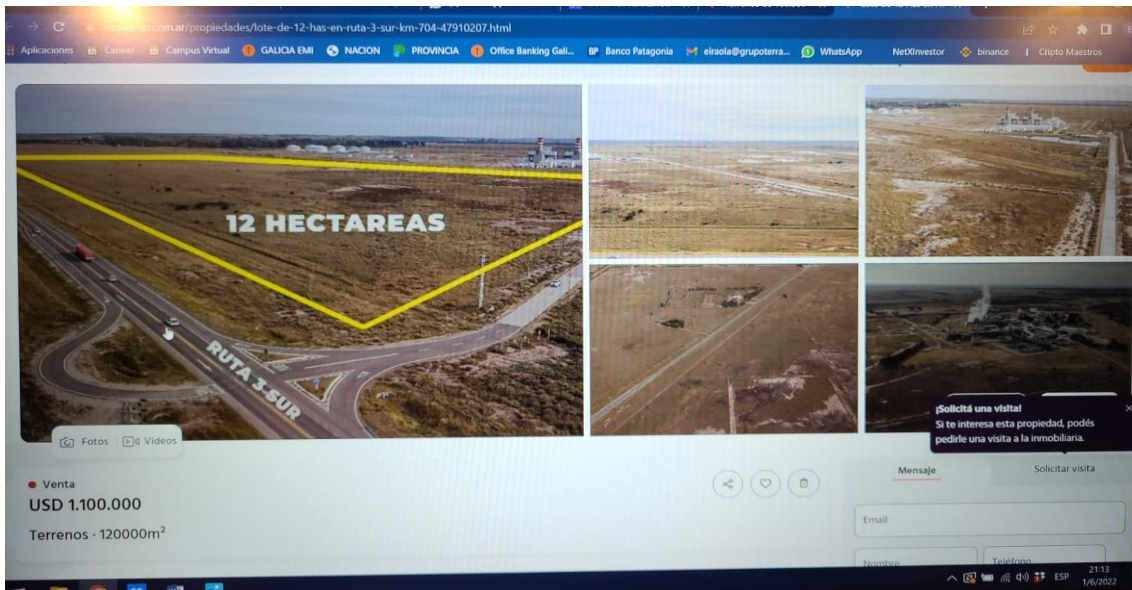 .com.ar/propiedades/lote-de-12-has-en-ruta-3-sur-km-704-47910207.html
Aplicaciones Canvas Campus Virtual GALICIA EMI NACION PROVINCIA Office Banking Gali... BP Banco Patagonia eiraola@grupoterra... WhatsApp NetXInvestor binance Cripto Maestros
12 HECTAREAS
RUTA 3-SUR
Fotos Videos
¡Solicitá una visita!
Si te interesa esta propiedad, podés
pedirle una visita a la inmobiliaria.
Venta
USD 1.100.000
Terrenos · 120000m²
Mensaje Solicitar visita
Email
Nombre Teléfono
ESP 21:13
1/6/2022